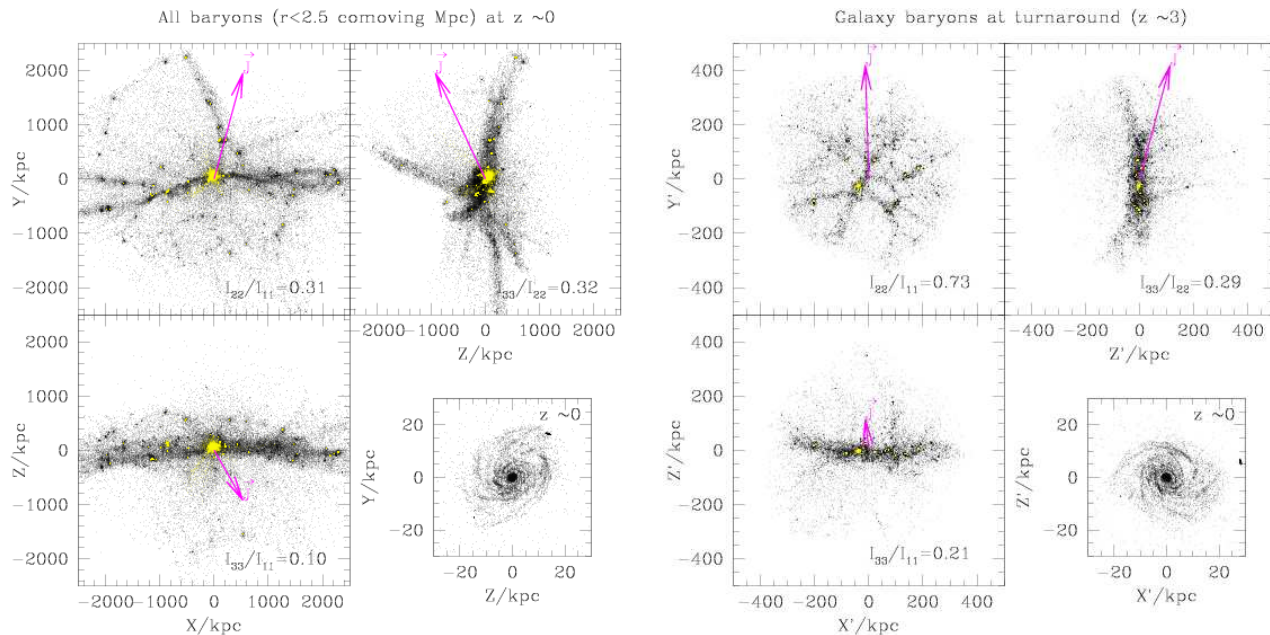 All baryons (r<2.5 comoving Mpc) at z ~0
Galaxy baryons at turnaround (z ~3)
2000
1000
0
−1000
−2000
Y/kpc
J
I₂₂/I₁₁=0.31
J
I₃₃/I₂₂=0.32
−2000 −1000 0 1000 2000
Z/kpc
2000
1000
0
−1000
−2000
Z/kpc
J
I₃₃/I₁₁=0.10
−2000 −1000 0 1000 2000
X/kpc
z ~0
20
0
−20
Y/kpc
−20 0 20
Z/kpc
400
200
0
−200
−400
Y'/kpc
J
I₂₂/I₁₁=0.73
J
I₃₃/I₂₂=0.29
−400 −200 0 200 400
Z'/kpc
400
200
0
−200
−400
Z'/kpc
J
I₃₃/I₁₁=0.21
−400 −200 0 200 400
X'/kpc
z ~0
20
0
−20
Z'/kpc
−20 0 20
X'/kpc